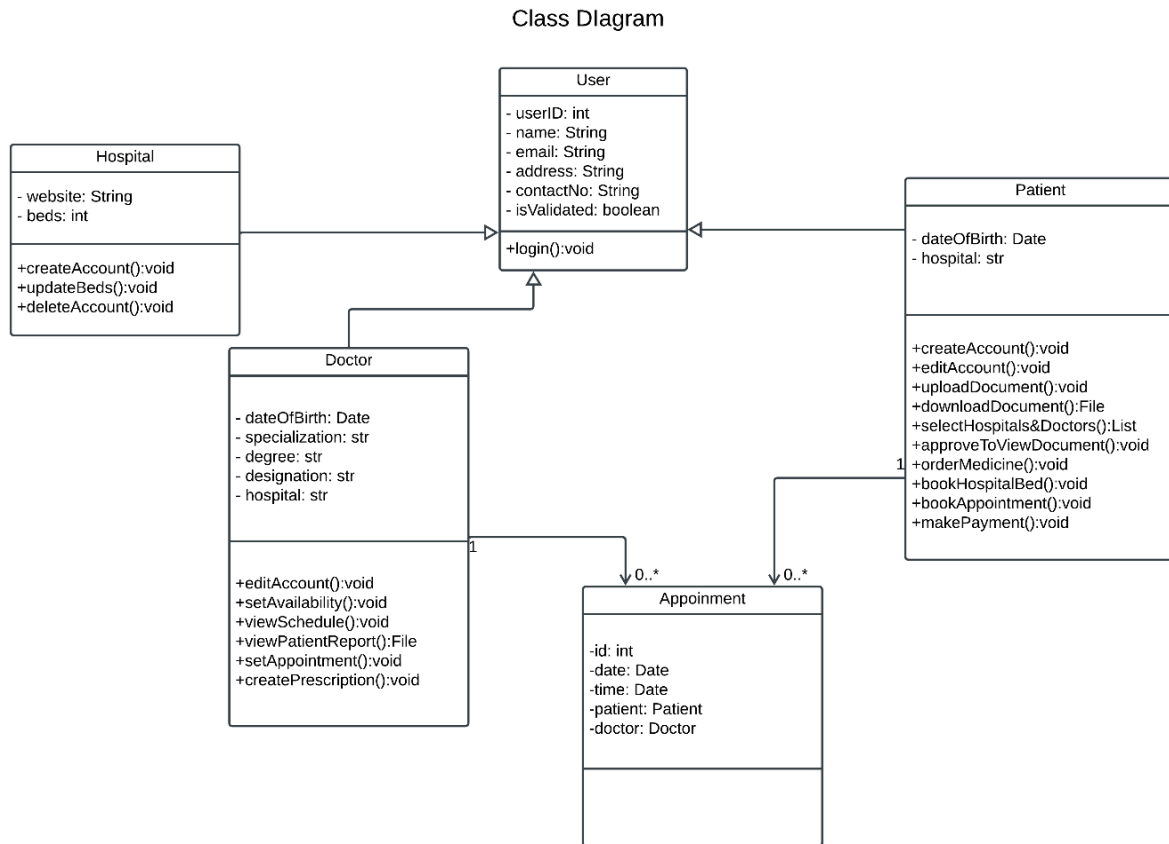 Class DIagram
User
- userID: int
- name: String
- email: String
- address: String
- contactNo: String
- isValidated: boolean
+login():void
Hospital
- website: String
- beds: int
+createAccount():void
+updateBeds():void
+deleteAccount():void
Patient
- dateOfBirth: Date
- hospital: str
+createAccount():void
+editAccount():void
+uploadDocument():void
+downloadDocument():File
+selectHospitals&Doctors():List
+approveToViewDocument():void
+orderMedicine():void
+bookHospitalBed():void
+bookAppointment():void
+makePayment():void
1
Doctor
- dateOfBirth: Date
- specialization: str
- degree: str
- designation: str
- hospital: str
+editAccount():void
+setAvailability():void
+viewSchedule():void
+viewPatientReport():File
+setAppointment():void
+createPrescription():void
1
0..*
0..*
Appoinment
-id: int
-date: Date
-time: Date
-patient: Patient
-doctor: Doctor